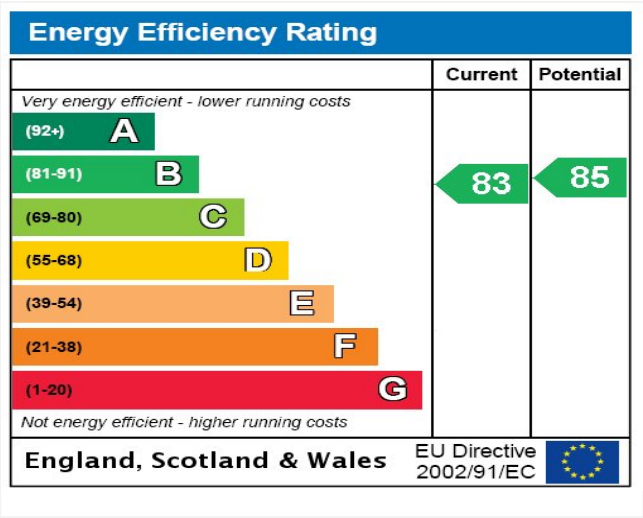 Energy Efficiency Rating
Current Potential
Very energy efficient - lower running costs
(92+) A
(81-91) B
83 85
(69-80) C
(55-68) D
(39-54) E
(21-38) F
(1-20) G
Not energy efficient - higher running costs
England, Scotland & Wales
EU Directive
2002/91/EC